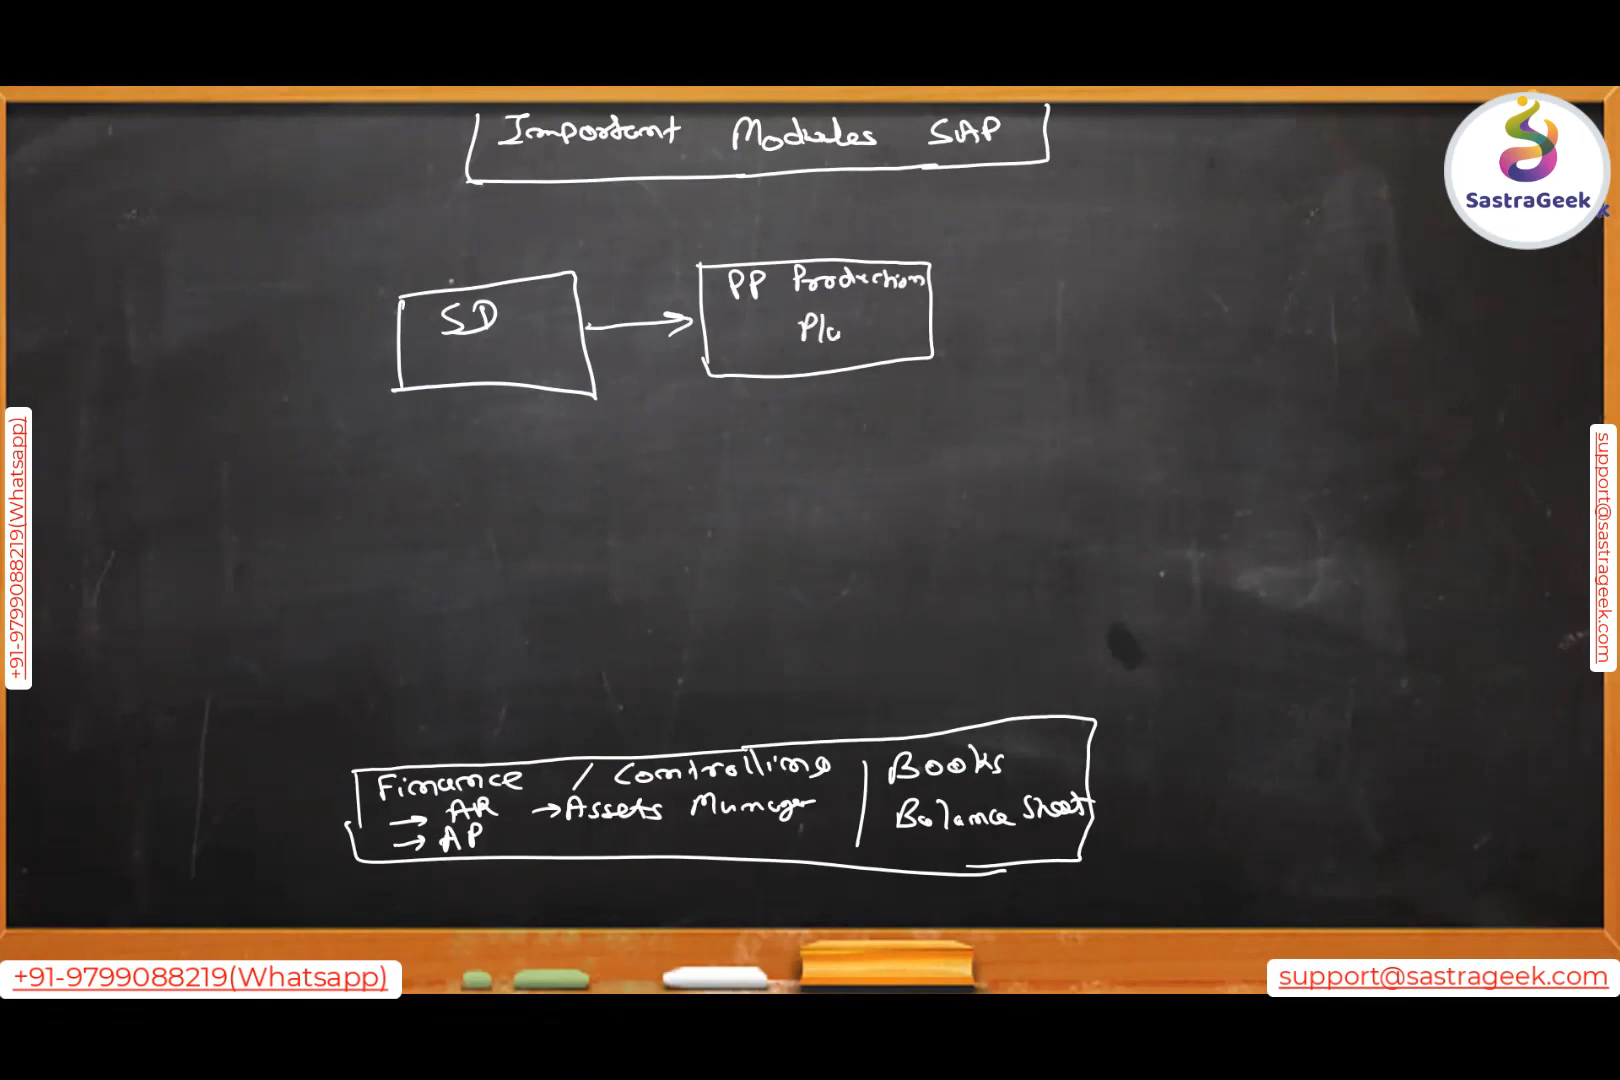 Important Modules SAP
SastraGeek
SD
PP Production
Pla
+91-9799088219(Whatsapp)
support@sastrageek.com
Finance / Controlling
Books
→ AR → Assets Manager
Balance Sheet
→ AP
+91-9799088219(Whatsapp)
support@sastrageek.com